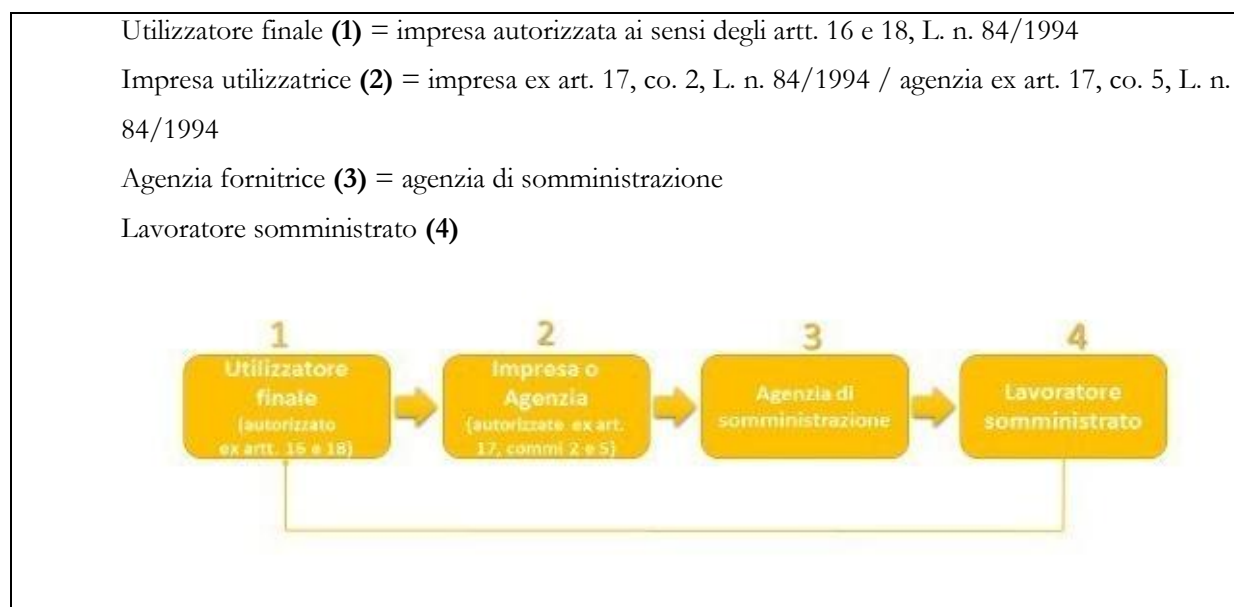 Utilizzatore finale (1) = impresa autorizzata ai sensi degli artt. 16 e 18, L. n. 84/1994
Impresa utilizzatrice (2) = impresa ex art. 17, co. 2, L. n. 84/1994 / agenzia ex art. 17, co. 5, L. n.
84/1994
Agenzia fornitrice (3) = agenzia di somministrazione
Lavoratore somministrato (4)
1
Utilizzatore
finale
(autorizzato
ex artt. 16 e 18)
2
Impresa o
Agenzia
(autorizzate ex art.
17, commi 2 e 5)
3
Agenzia di
somministrazione
4
Lavoratore
somministrato